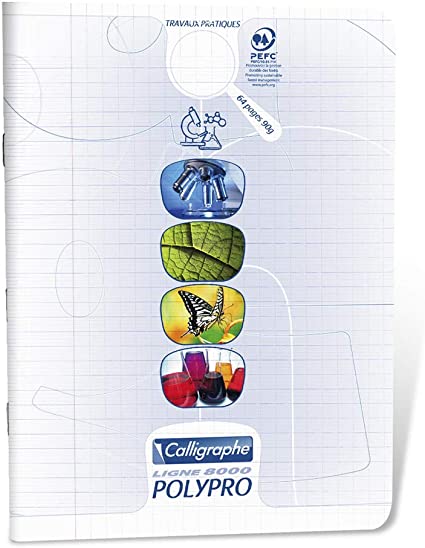 TRAVAUX PRATIQUES
PEFC
64 pages 90g
Calligraphe
LIGNE 8000
POLYPRO